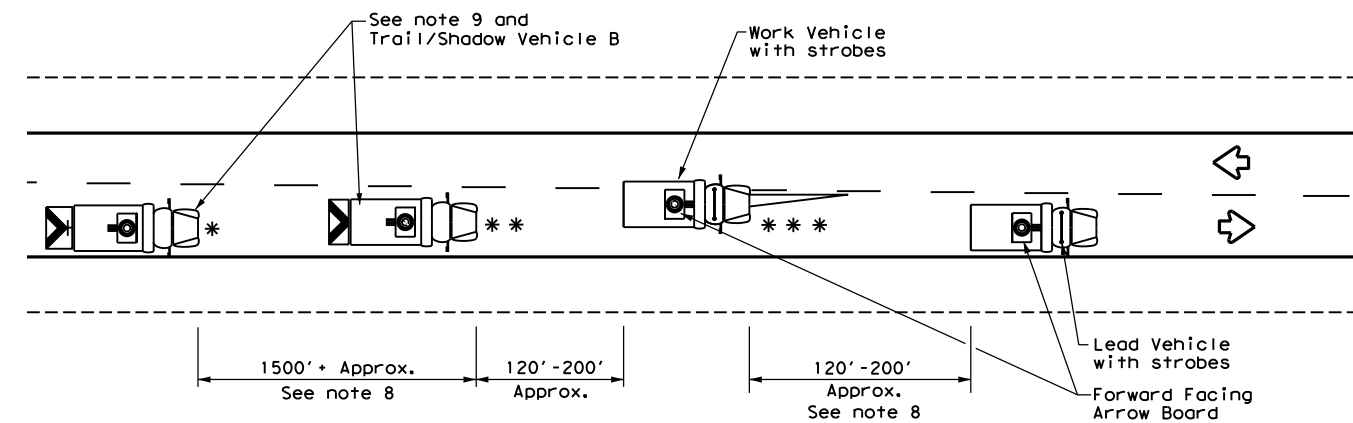 See note 9 and
Trail/Shadow Vehicle B
Work Vehicle
with strobes
*
* *
* * *
1500'+ Approx.
See note 8
120'-200'
Approx.
120'-200'
Approx.
See note 8
Lead Vehicle
with strobes
Forward Facing
Arrow Board